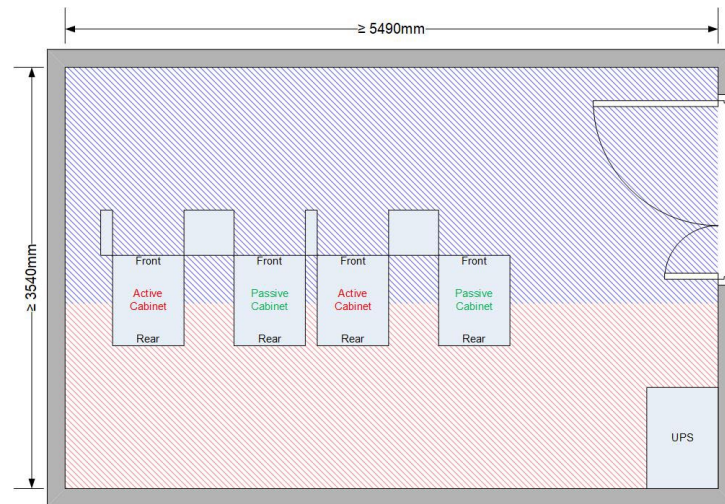 ≥ 5490mm
≥ 3540mm
Front
Front
Front
Front
Active
Cabinet
Passive
Cabinet
Active
Cabinet
Passive
Cabinet
Rear
Rear
Rear
Rear
UPS